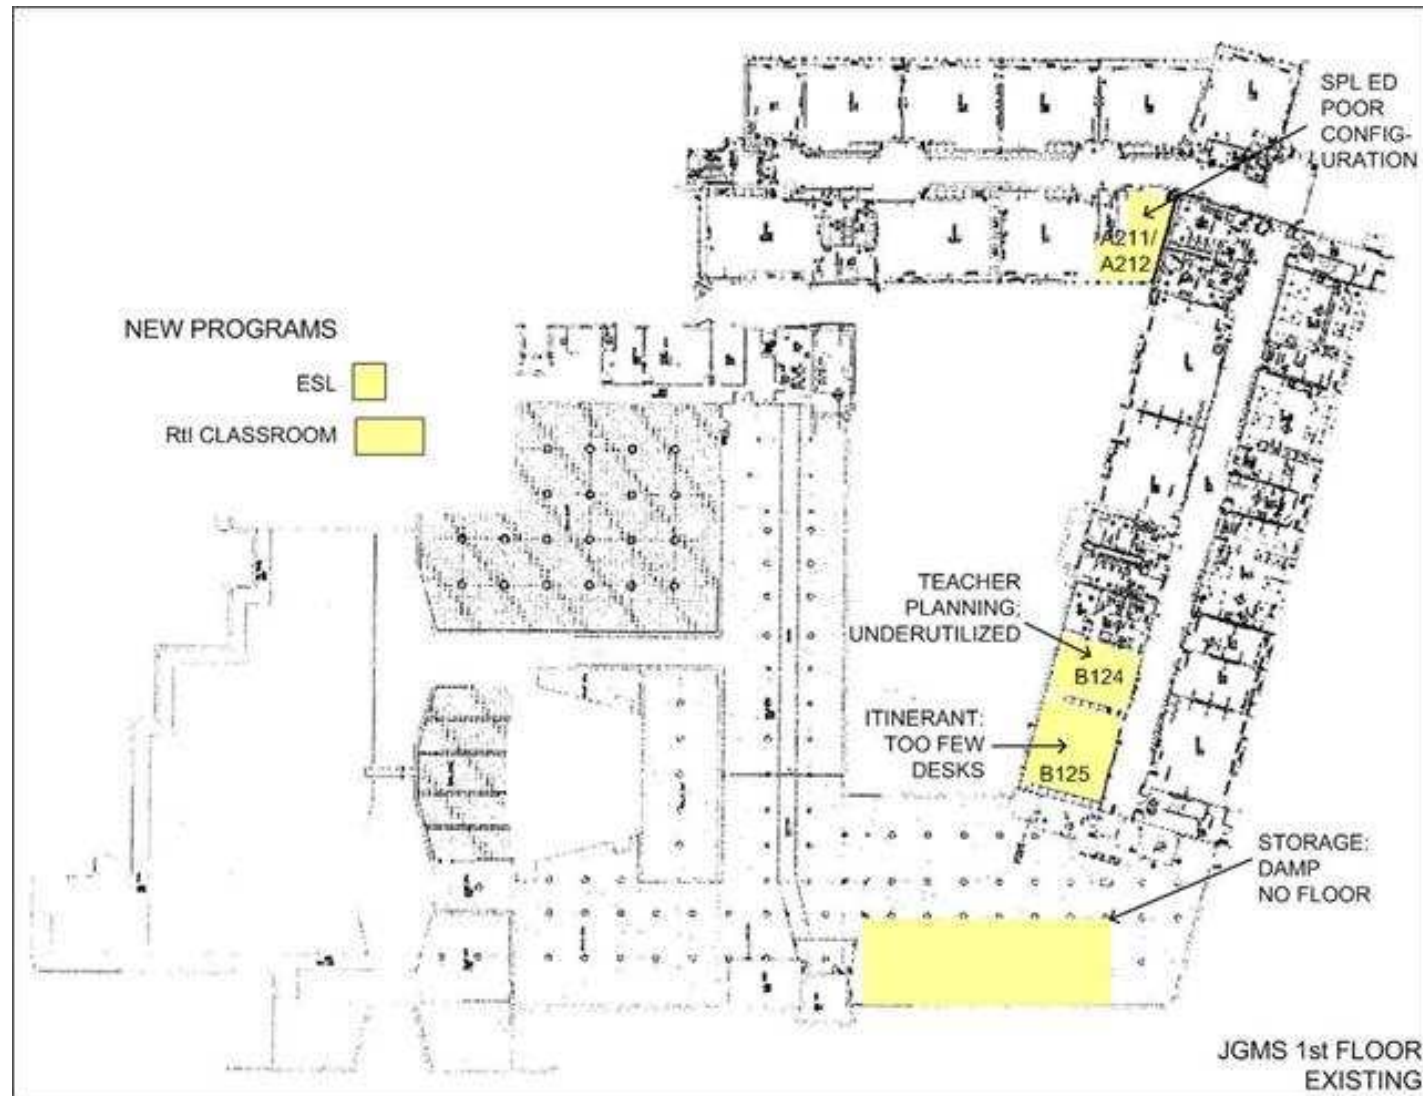 SPL ED
POOR
CONFIG-
URATION
A211/
A212
NEW PROGRAMS
ESL
RtI CLASSROOM
TEACHER
PLANNING:
UNDERUTILIZED
B124
ITINERANT:
TOO FEW
DESKS
B125
STORAGE:
DAMP
NO FLOOR
JGMS 1st FLOOR
EXISTING